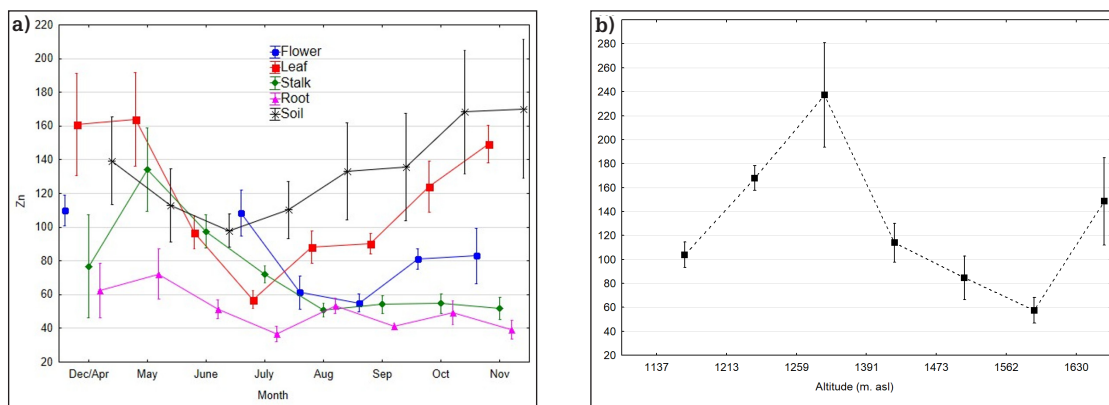 a)
220
200
180
160
140
120
100
80
60
40
20
Zn
Flower
Leaf
Stalk
Root
Soil
Dec/Apr May June July Aug Sep Oct Nov
Month
b)
280
260
240
220
200
180
160
140
120
100
80
60
40
20
1137 1213 1259 1391 1473 1562 1630
Altitude (m. asl)